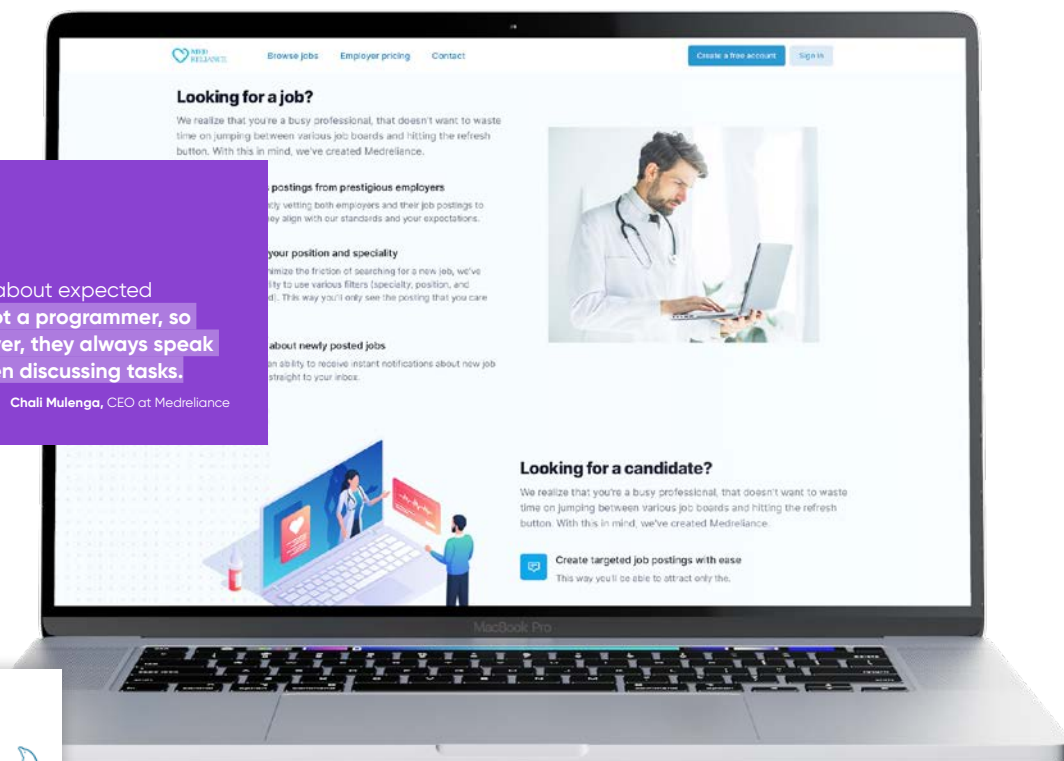 MED RELIANCE
Browse jobs
Employer pricing
Contact
Create a free account
Sign in
Looking for a job?
We realize that you're a busy professional, that doesn't want to waste
time on jumping between various job boards and hitting the refresh
button. With this in mind, we've created Medreliance.
postings from prestigious employers
vetting both employers and their job postings to
align with our standards and your expectations.
your position and speciality
the friction of searching for a new job, we've
to use various filters (specialty, position, and
This way you'll only see the posting that you care
about newly posted jobs
an ability to receive instant notifications about new job
straight to your inbox.
about expected
a programmer, so
they always speak
discussing tasks.
Chali Mulenga, CEO at Medreliance
Looking for a candidate?
We realize that you're a busy professional, that doesn't want to waste
time on jumping between various job boards and hitting the refresh
button. With this in mind, we've created Medreliance.
Create targeted job postings with ease
This way you'll be able to attract only the.
MacBook Pro